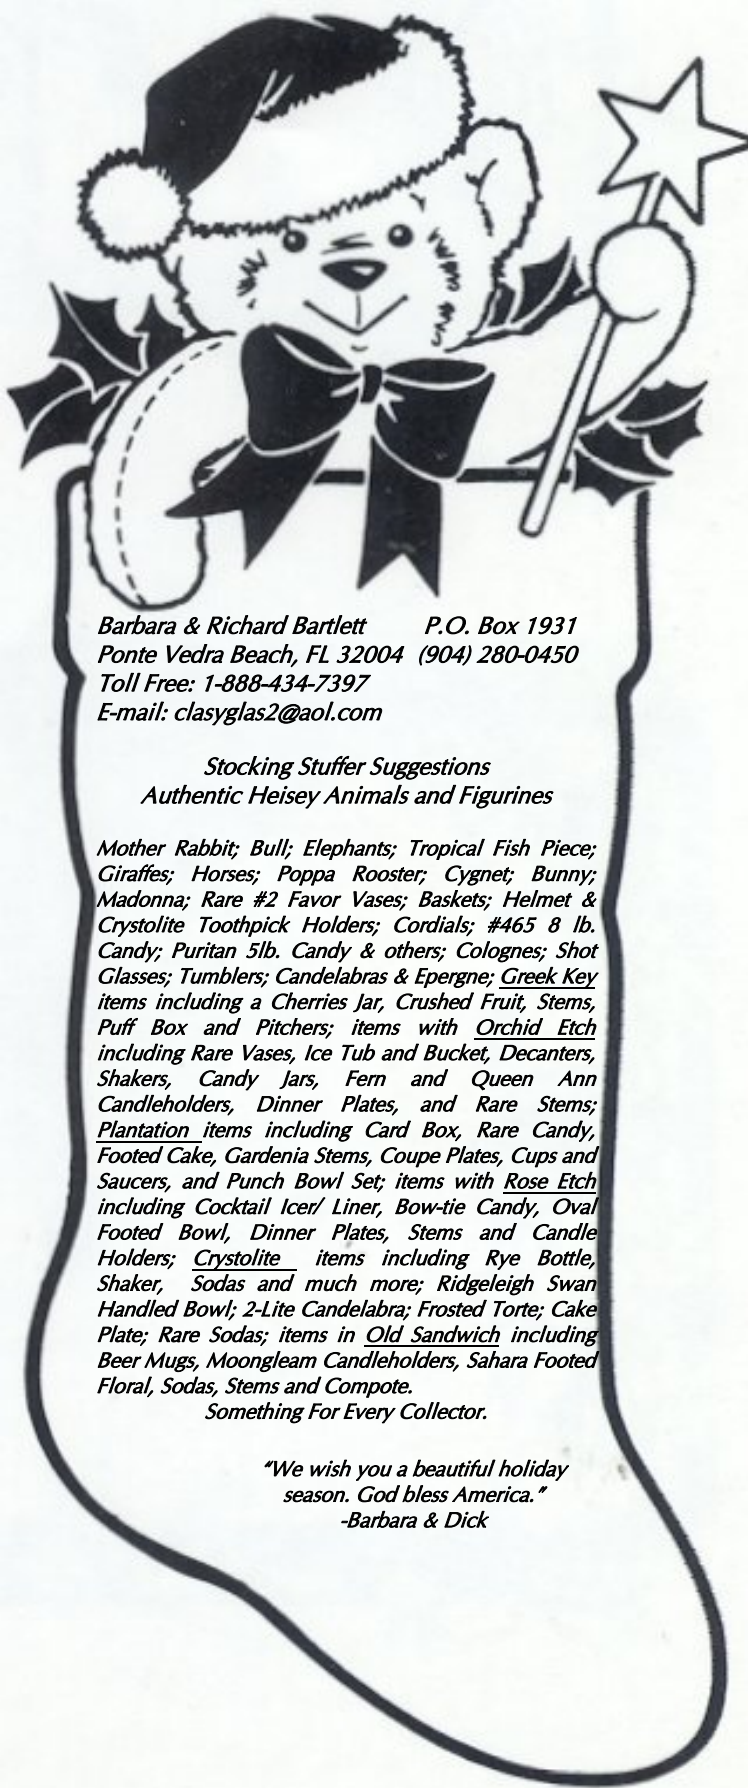 Barbara & Richard Bartlett P.O. Box 1931
Ponte Vedra Beach, FL 32004 (904) 280-0450
Toll Free: 1-888-434-7397
E-mail: clasyglas2@aol.com
Stocking Stuffer Suggestions
Authentic Heisey Animals and Figurines
Mother Rabbit; Bull; Elephants; Tropical Fish Piece;
Giraffes; Horses; Poppa Rooster; Cygnet; Bunny;
Madonna; Rare #2 Favor Vases; Baskets; Helmet &
Crystolite Toothpick Holders; Cordials; #465 8 lb.
Candy; Puritan 5lb. Candy & others; Colognes; Shot
Glasses; Tumblers; Candelabras & Epergne; Greek Key
items including a Cherries Jar, Crushed Fruit, Stems,
Puff Box and Pitchers; items with Orchid Etch
including Rare Vases, Ice Tub and Bucket, Decanters,
Shakers, Candy Jars, Fern and Queen Ann
Candleholders, Dinner Plates, and Rare Stems;
Plantation items including Card Box, Rare Candy,
Footed Cake, Gardenia Stems, Coupe Plates, Cups and
Saucers, and Punch Bowl Set; items with Rose Etch
including Cocktail Icer/ Liner, Bow-tie Candy, Oval
Footed Bowl, Dinner Plates, Stems and Candle
Holders; Crystolite items including Rye Bottle,
Shaker, Sodas and much more; Ridgeleigh Swan
Handled Bowl; 2-Lite Candelabra; Frosted Torte; Cake
Plate; Rare Sodas; items in Old Sandwich including
Beer Mugs, Moongleam Candleholders, Sahara Footed
Floral, Sodas, Stems and Compote.
Something For Every Collector.
“We wish you a beautiful holiday
season. God bless America.”
-Barbara & Dick